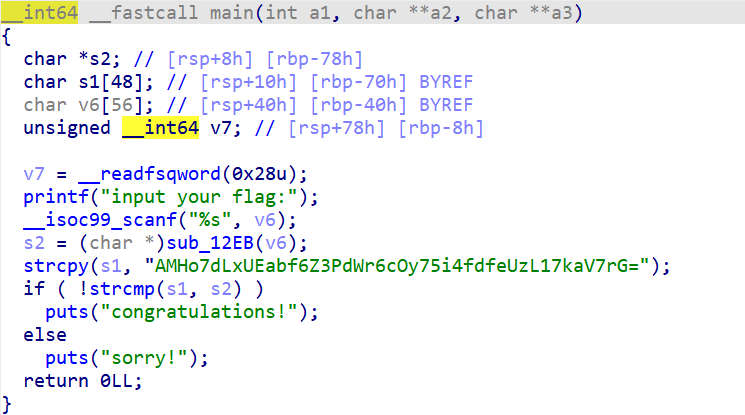 __int64 __fastcall main(int a1, char **a2, char **a3)
{
  char *s2; // [rsp+8h] [rbp-78h]
  char s1[48]; // [rsp+10h] [rbp-70h] BYREF
  char v6[56]; // [rsp+40h] [rbp-40h] BYREF
  unsigned __int64 v7; // [rsp+78h] [rbp-8h]

  v7 = __readfsqword(0x28u);
  printf("input your flag:");
  __isoc99_scanf("%s", v6);
  s2 = (char *)sub_12EB(v6);
  strcpy(s1, "AMHo7dLxUEabf6Z3PdWr6cOy75i4fdfeUzL17kaV7rG=");
  if ( !strcmp(s1, s2) )
    puts("congratulations!");
  else
    puts("sorry!");
  return 0LL;
}